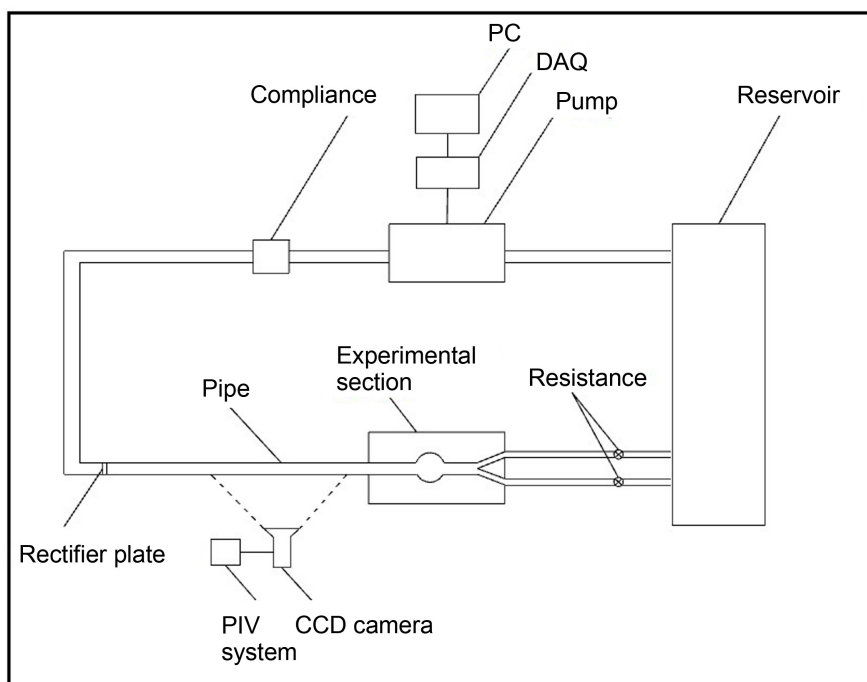 PC
DAQ
Compliance
Pump
Reservoir
Experimental
section
Resistance
Pipe
Rectifier plate
PIV
system
CCD camera